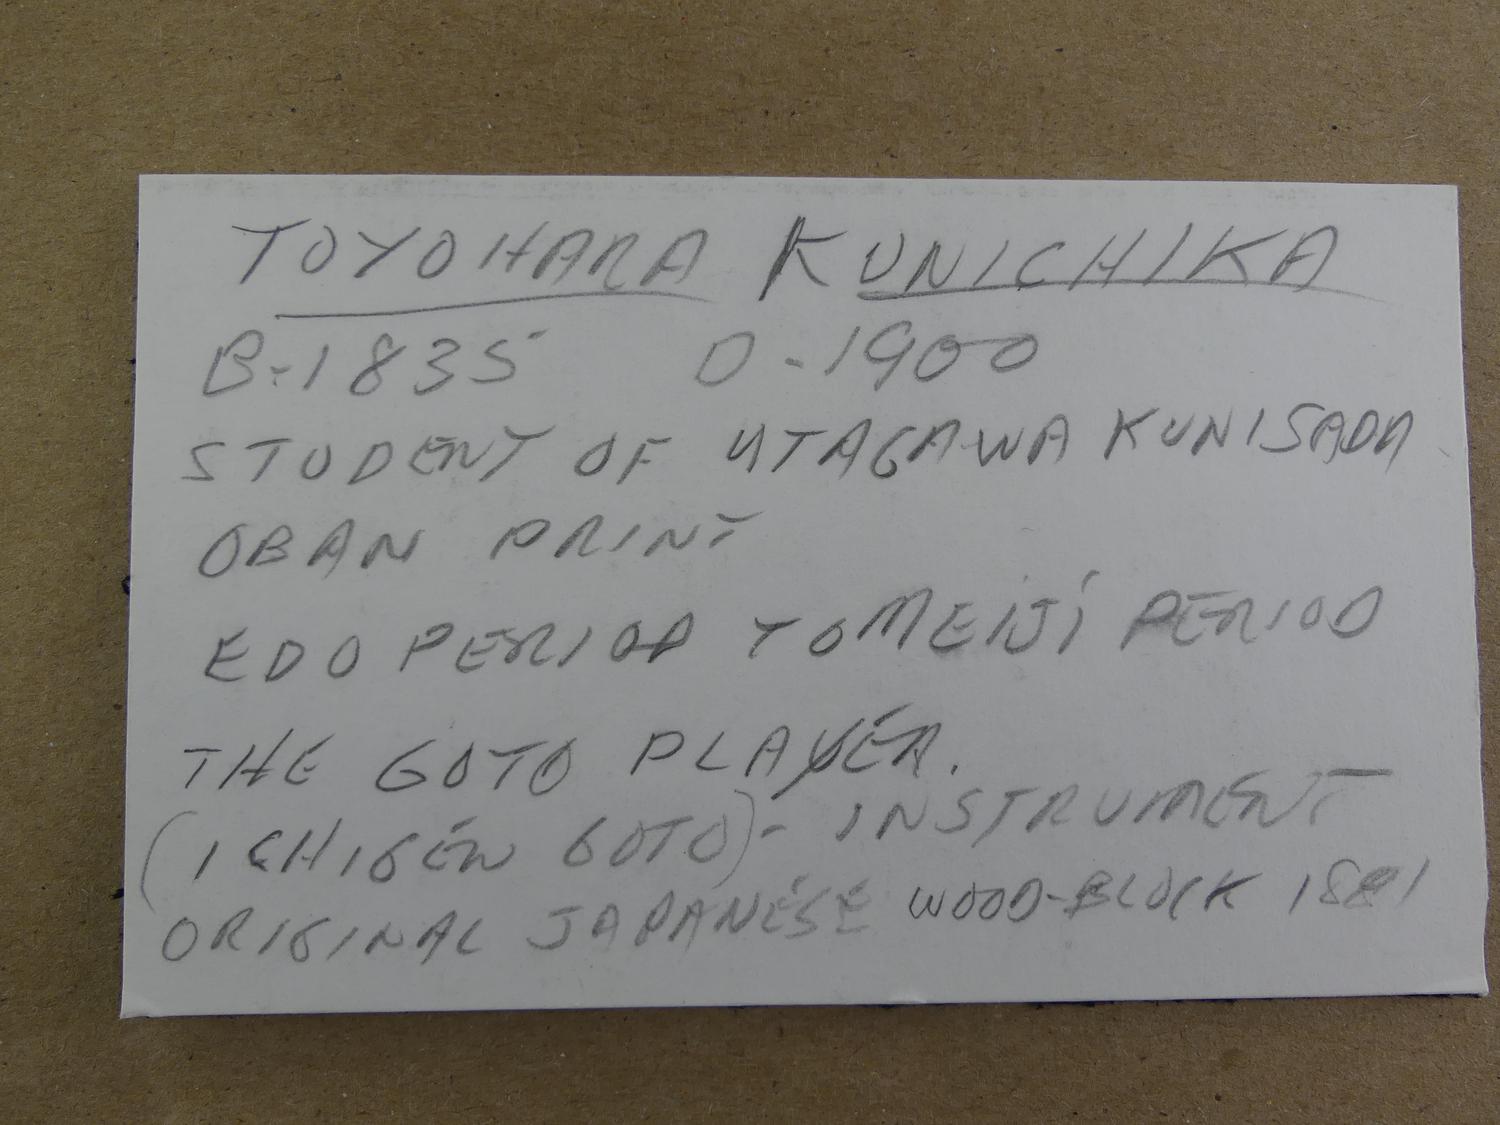 TOYOHARA KUNICHIKA
B-1835 D-1900
STUDENT OF UTAGAWA KUNISADA
OBAN PRINT
EDO PERIOD TO MEIJI PERIOD
THE GOTO PLAYER.
(ICHIGEN GOTO)- INSTRUMENT
ORIGINAL JAPANESE WOOD-BLOCK 1881